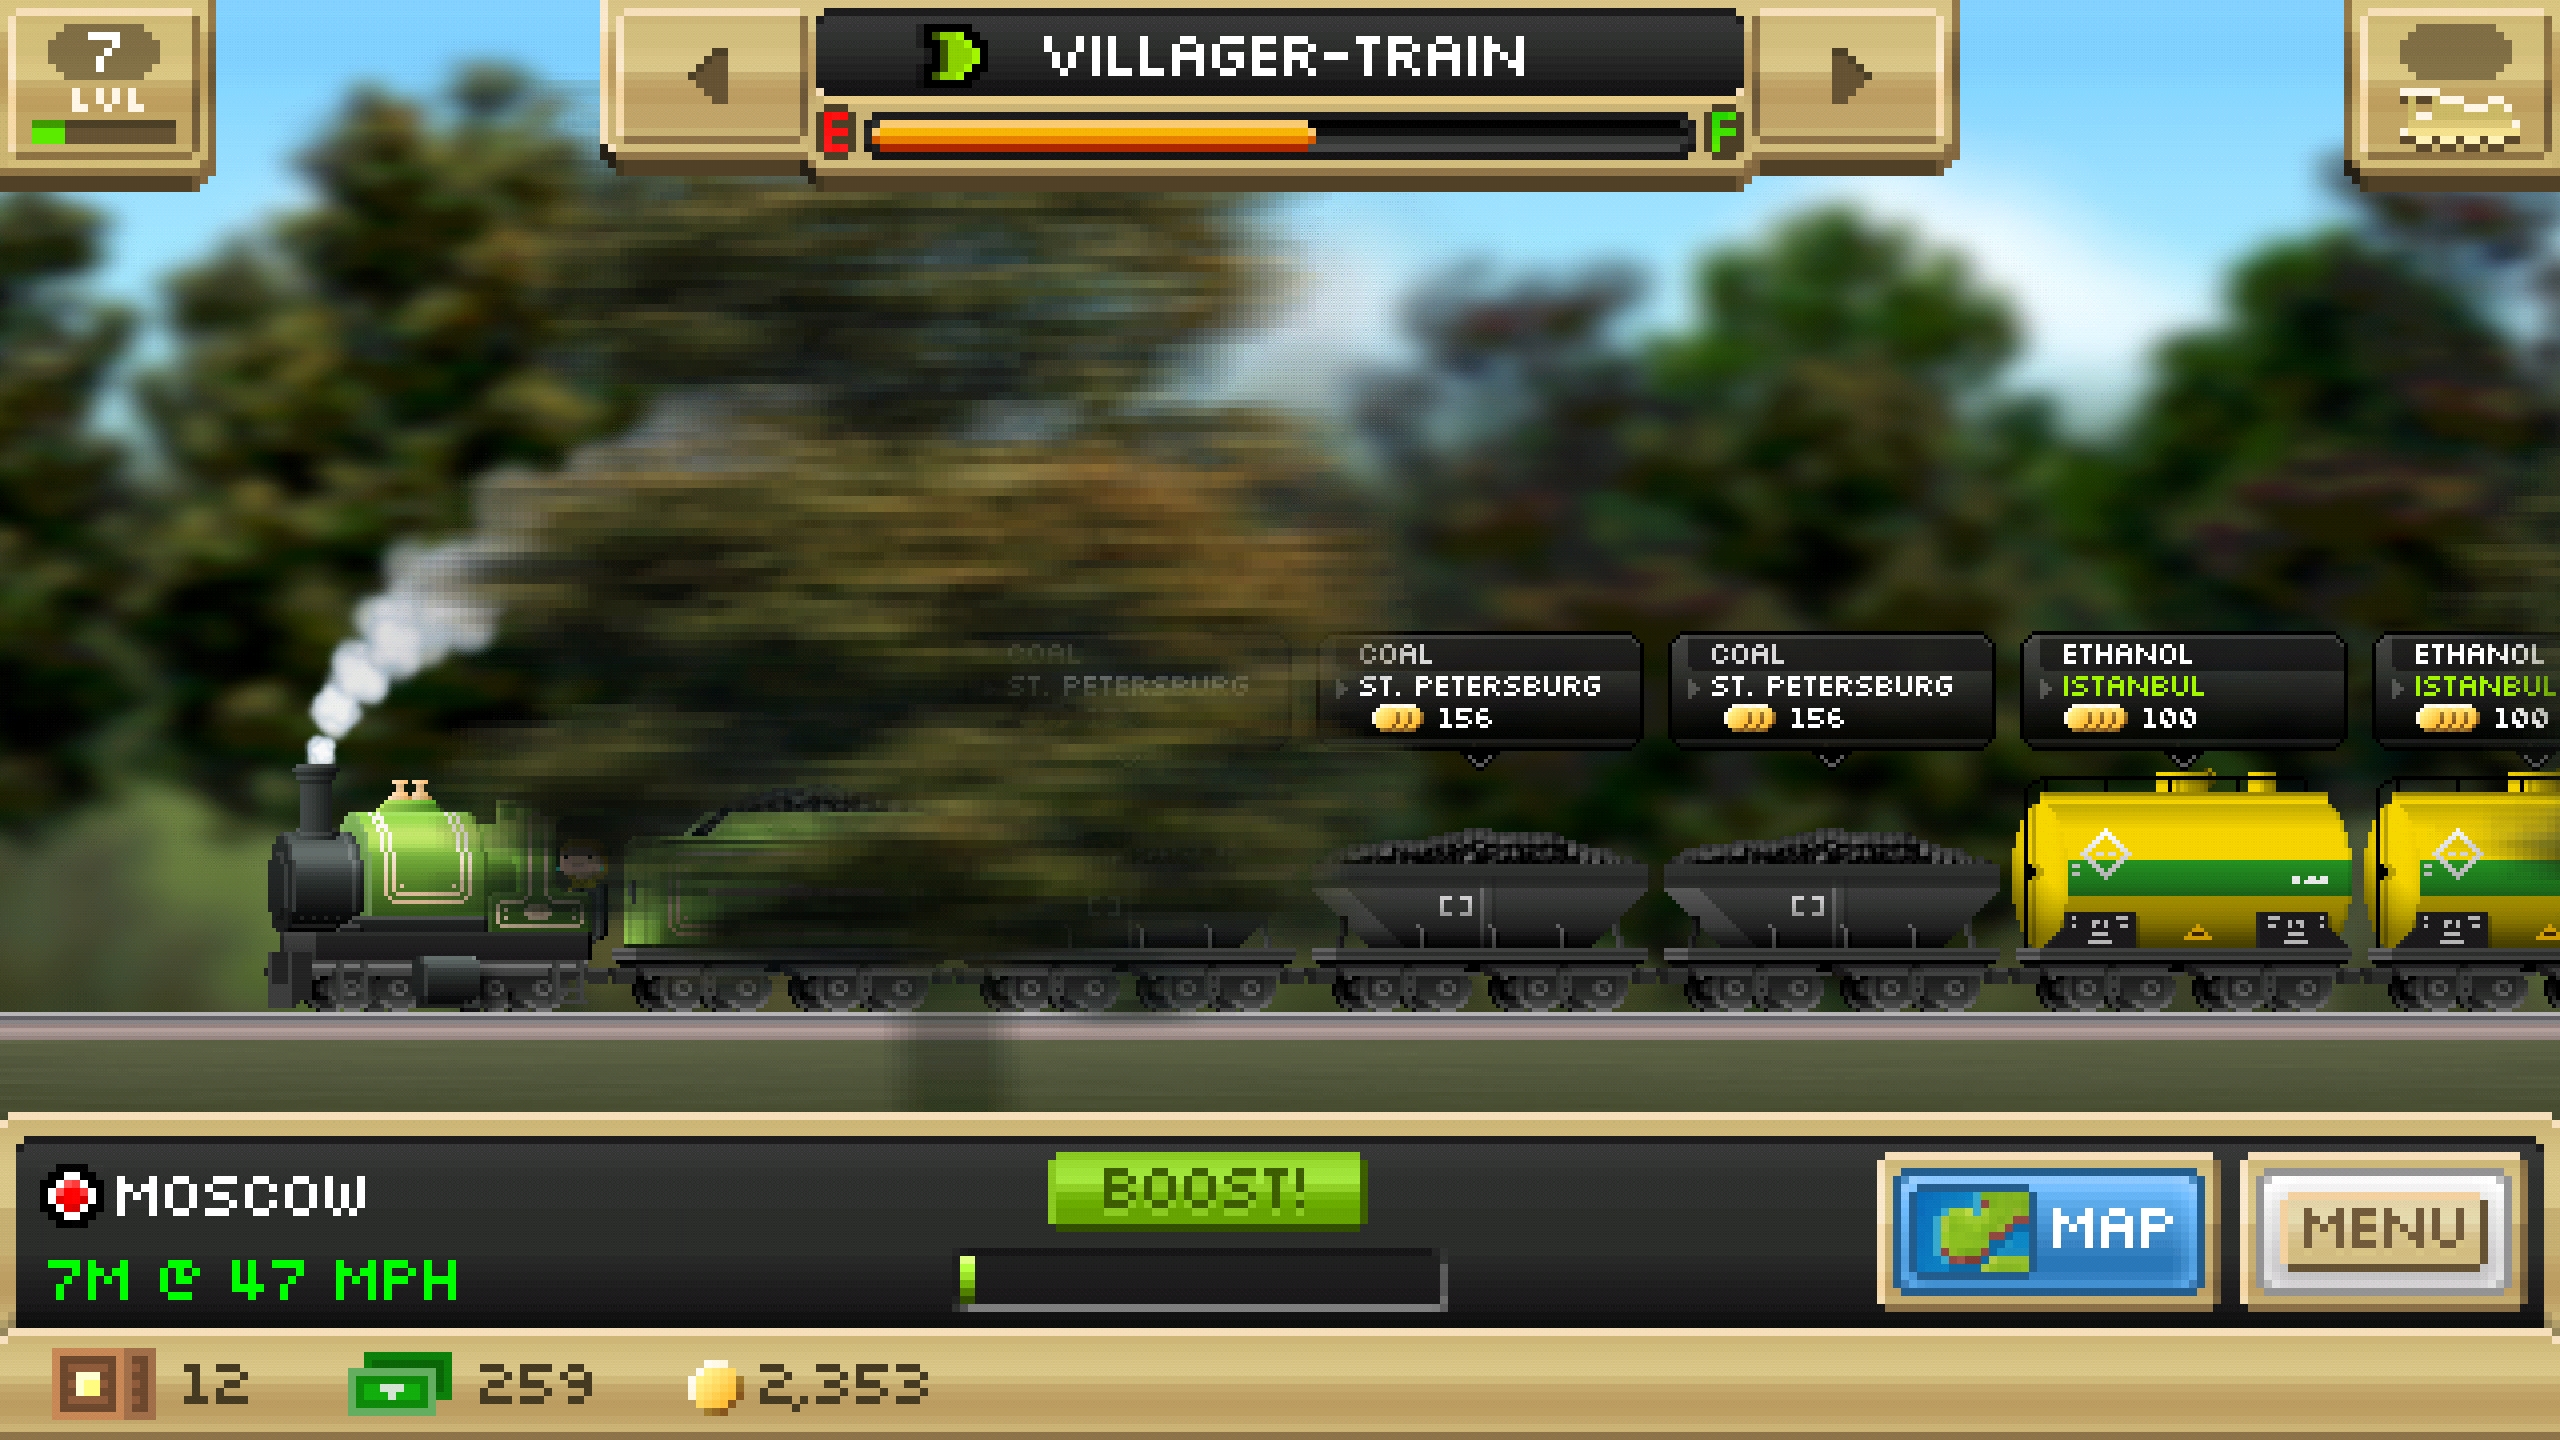 7
LVL
VILLAGER-TRAIN
E
F
COAL
ST. PETERSBURG
COAL
ST. PETERSBURG
156
COAL
ST. PETERSBURG
156
ETHANOL
ISTANBUL
100
ETHANOL
ISTANBUL
100
MOSCOW
BOOST!
MAP
MENU
7M @ 47 MPH
12
259
2,353